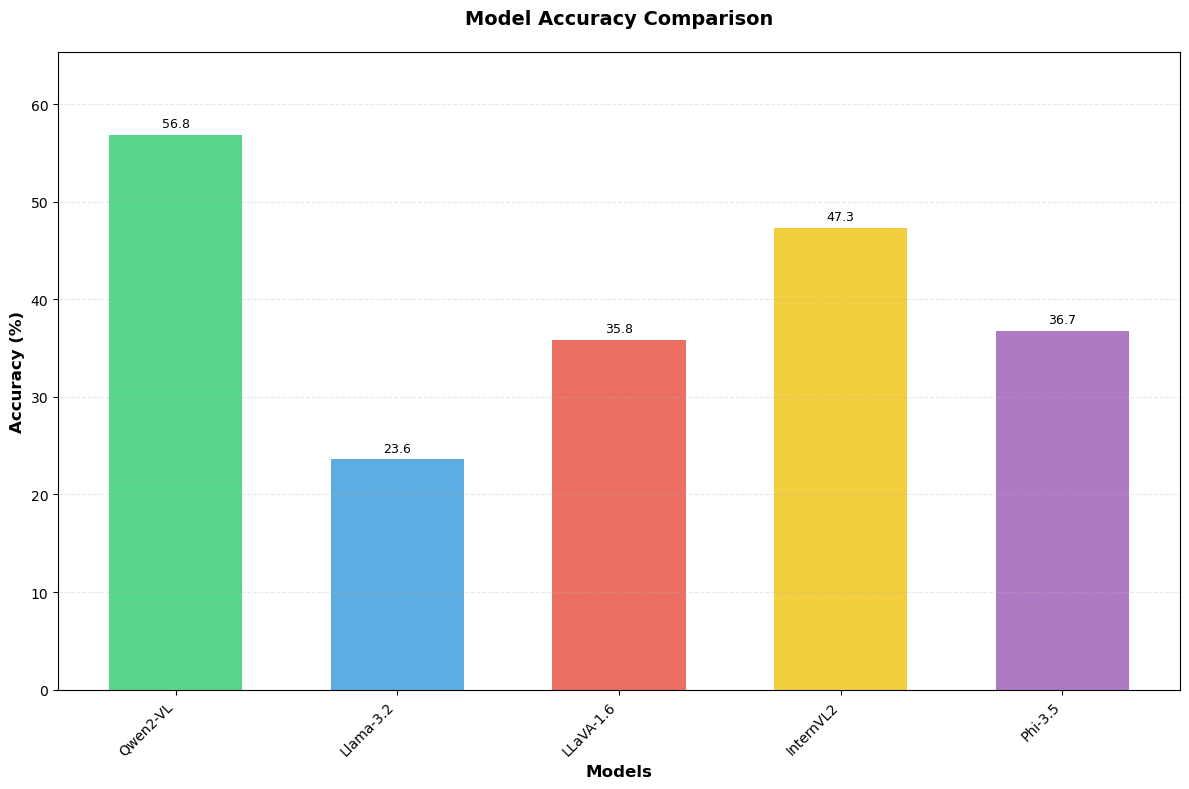 Model Accuracy Comparison
Accuracy (%)
60
50
40
30
20
10
0
56.8
23.6
35.8
47.3
36.7
Qwen2-VL
Llama-3.2
LLaVA-1.6
InternVL2
Phi-3.5
Models